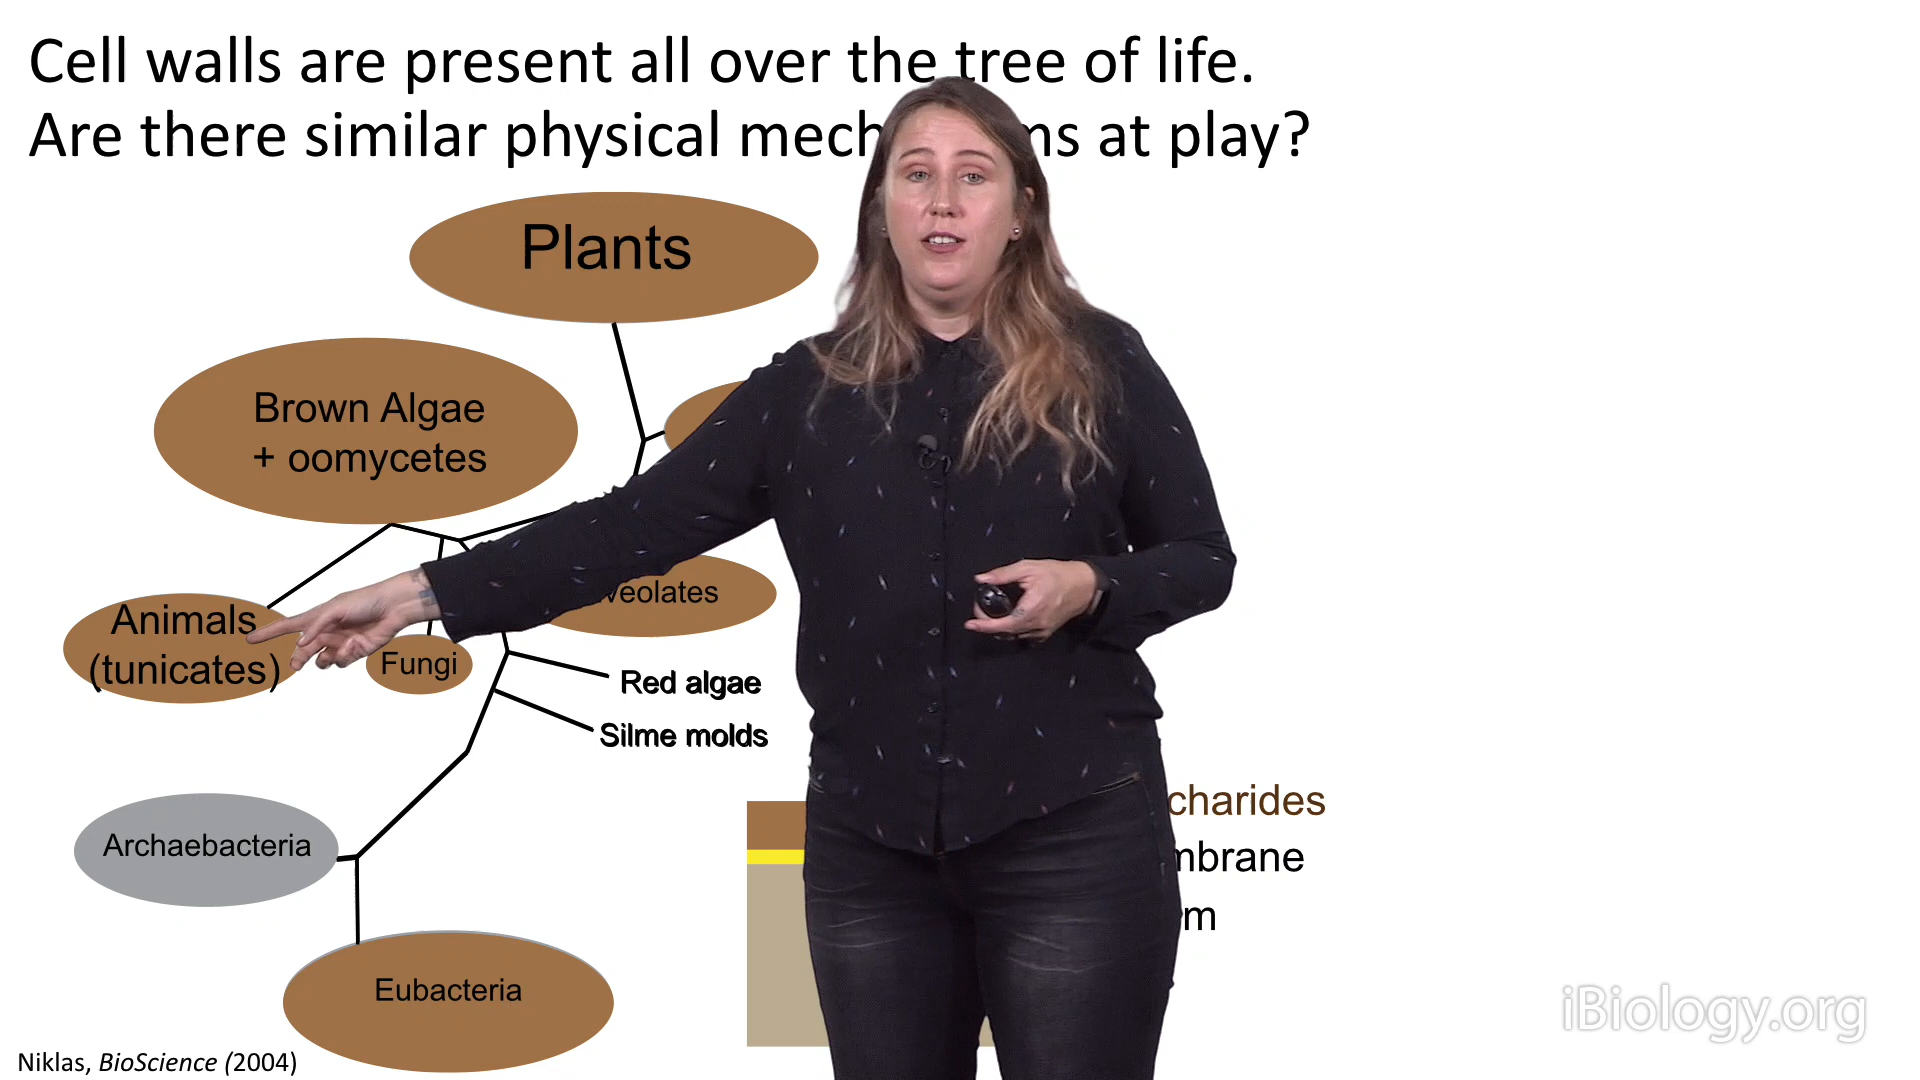 Cell walls are present all over the tree of life.
Are there similar physical mech ms at play?
Plants
Brown Algae
+ oomycetes
veolates
Animals
(tunicates)
Fungi
Red algae
Silme molds
charides
Archaebacteria
mbrane
m
Eubacteria
iBiology.org
Niklas, BioScience (2004)